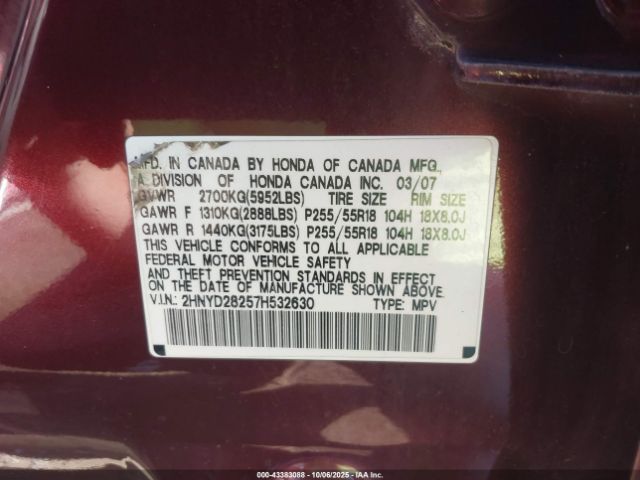 MFD. IN CANADA BY HONDA OF CANADA MFG.,
A DIVISION OF HONDA CANADA INC. 03/07
GVWR 2700KG(5952LBS) TIRE SIZE RIM SIZE
GAWR F 1310KG(2888LBS) P255/55R18 104H 18X8.0J
GAWR R 1440KG(3175LBS) P255/55R18 104H 18X8.0J
THIS VEHICLE CONFORMS TO ALL APPLICABLE
FEDERAL MOTOR VEHICLE SAFETY
AND THEFT PREVENTION STANDARDS IN EFFECT
ON THE DATE OF MANUFACTURE SHOWN ABOVE.
V.I.N.: 2HNYD28257H532630 TYPE: MPV
000-43383088 - 10/06/2025 - IAA Inc.